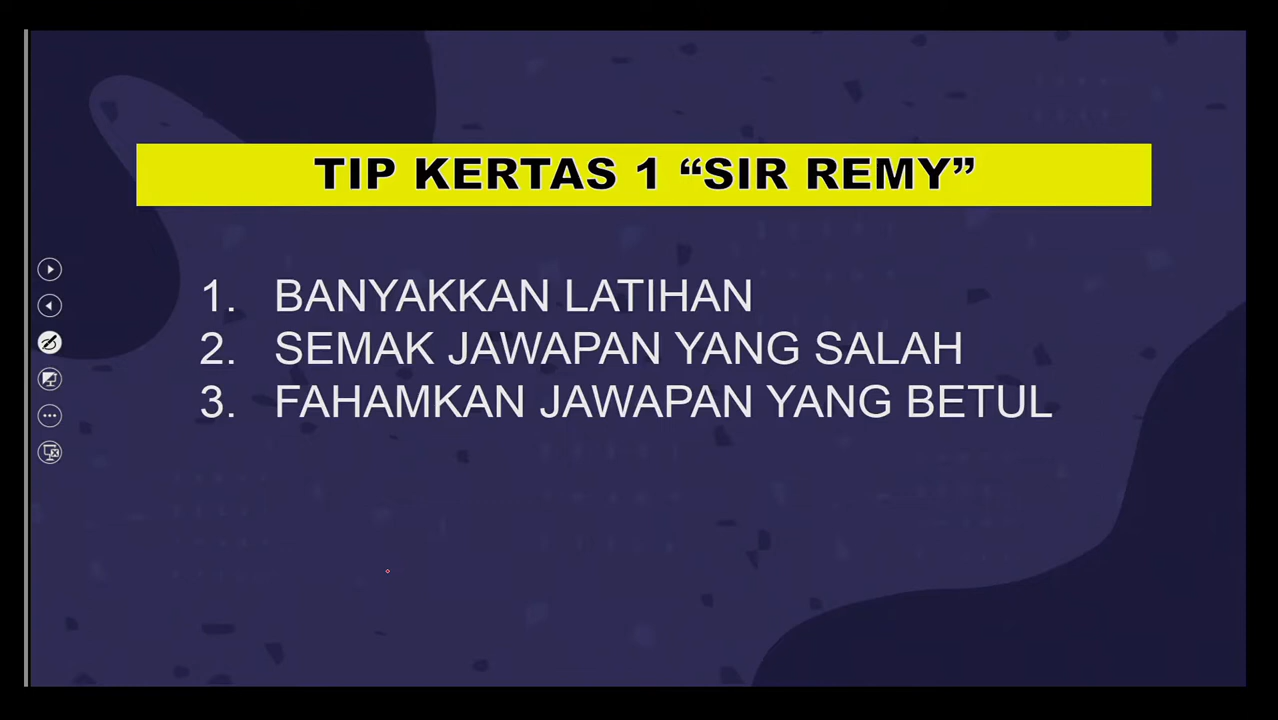 TIP KERTAS 1 “SIR REMY”
1. BANYAKKAN LATIHAN
2. SEMAK JAWAPAN YANG SALAH
3. FAHAMKAN JAWAPAN YANG BETUL